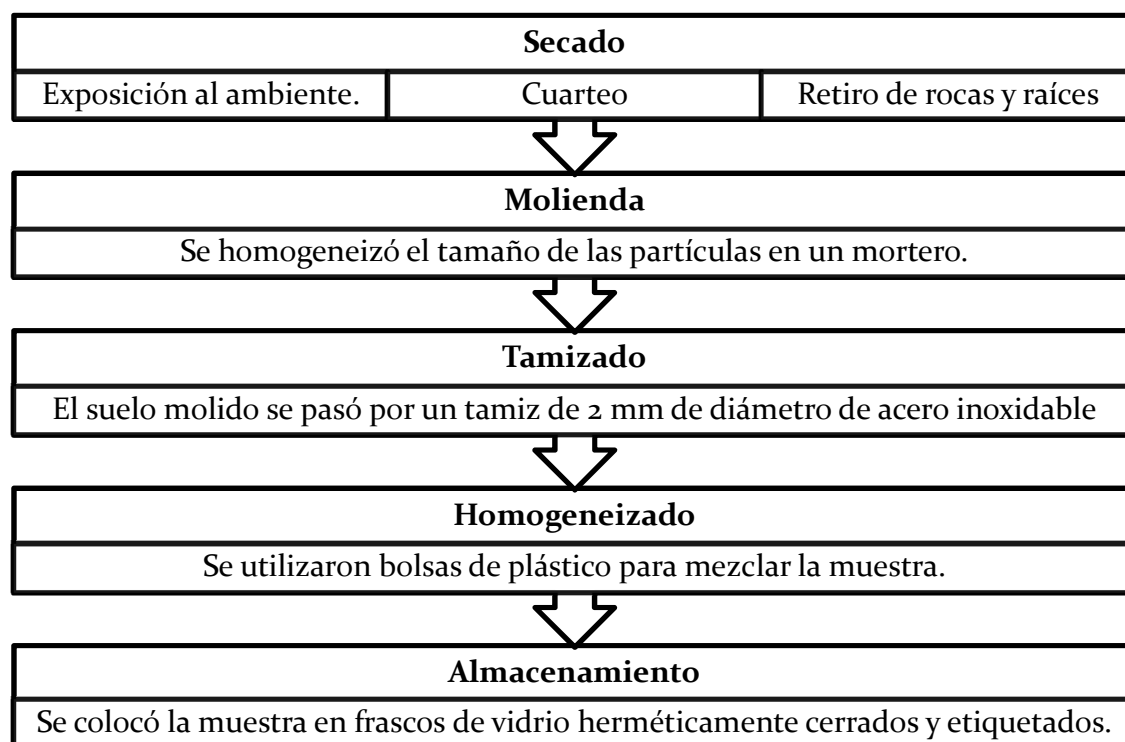 Secado
Exposición al ambiente.
Cuarteo
Retiro de rocas y raíces
Molienda
Se homogeneizó el tamaño de las partículas en un mortero.
Tamizado
El suelo molido se pasó por un tamiz de 2 mm de diámetro de acero inoxidable
Homogeneizado
Se utilizaron bolsas de plástico para mezclar la muestra.
Almacenamiento
Se colocó la muestra en frascos de vidrio herméticamente cerrados y etiquetados.